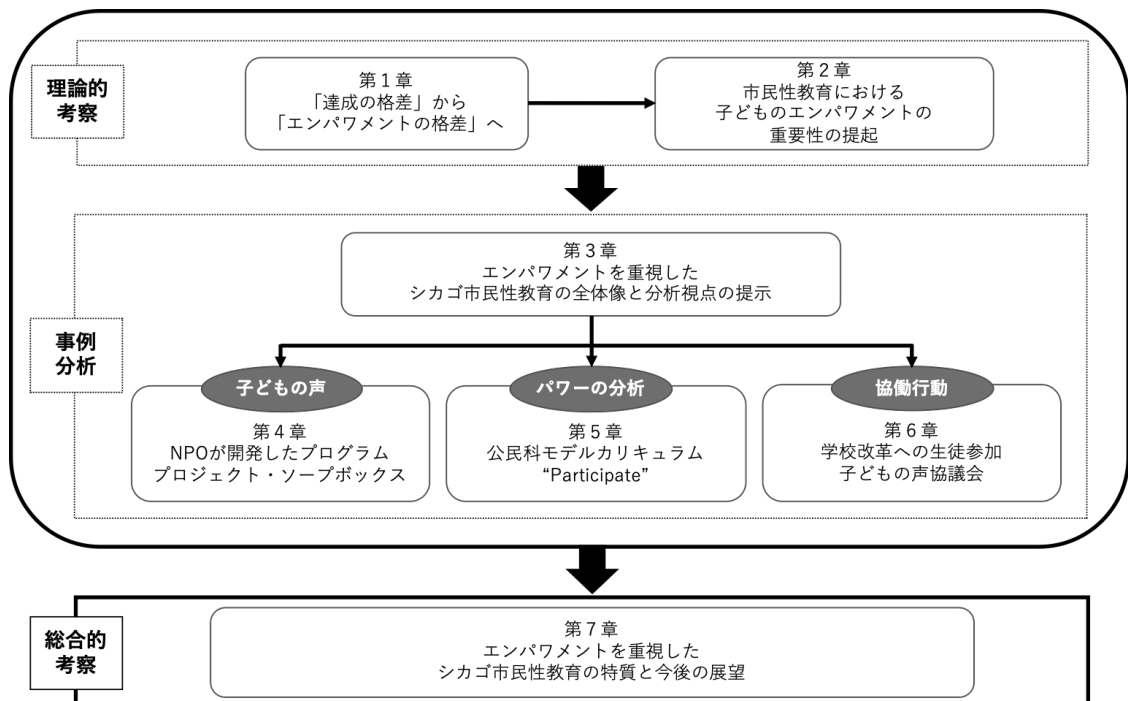 理論的
考察
第1章
「達成の格差」から
「エンパワメントの格差」へ
第2章
市民性教育における
子どものエンパワメントの
重要性の提起
事例
分析
第3章
エンパワメントを重視した
シカゴ市民性教育の全体像と分析視点の提示
子どもの声
第4章
NPOが開発したプログラム
プロジェクト・ソープボックス
パワーの分析
第5章
公民科モデルカリキュラム
“Participate”
協働行動
第6章
学校改革への生徒参加
子どもの声協議会
総合的
考察
第7章
エンパワメントを重視した
シカゴ市民性教育の特質と今後の展望